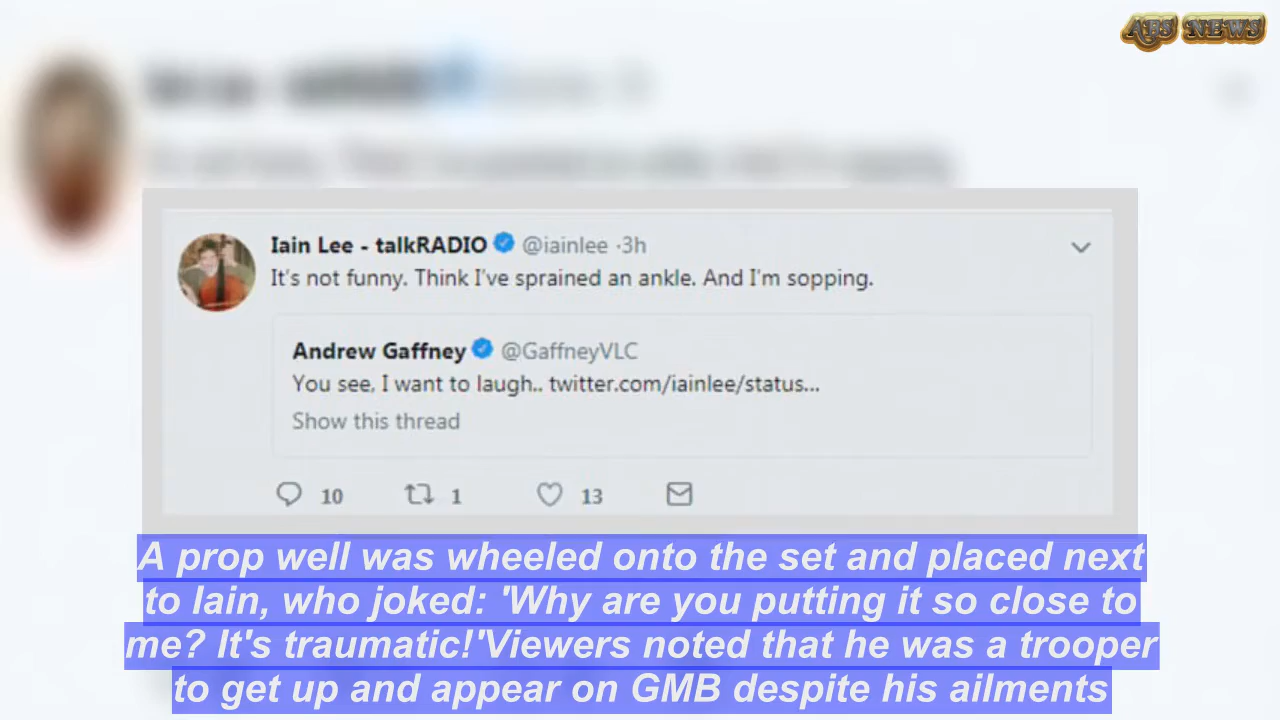 ABS NEWS
Iain Lee - talkRADIO @iainlee ·3h
It's not funny. Think I've sprained an ankle. And I'm sopping.
Andrew Gaffney @GaffneyVLC
You see, I want to laugh.. twitter.com/iainlee/status...
Show this thread
10 1 13
A prop well was wheeled onto the set and placed next
to Iain, who joked: 'Why are you putting it so close to
me? It's traumatic!'Viewers noted that he was a trooper
to get up and appear on GMB despite his ailments